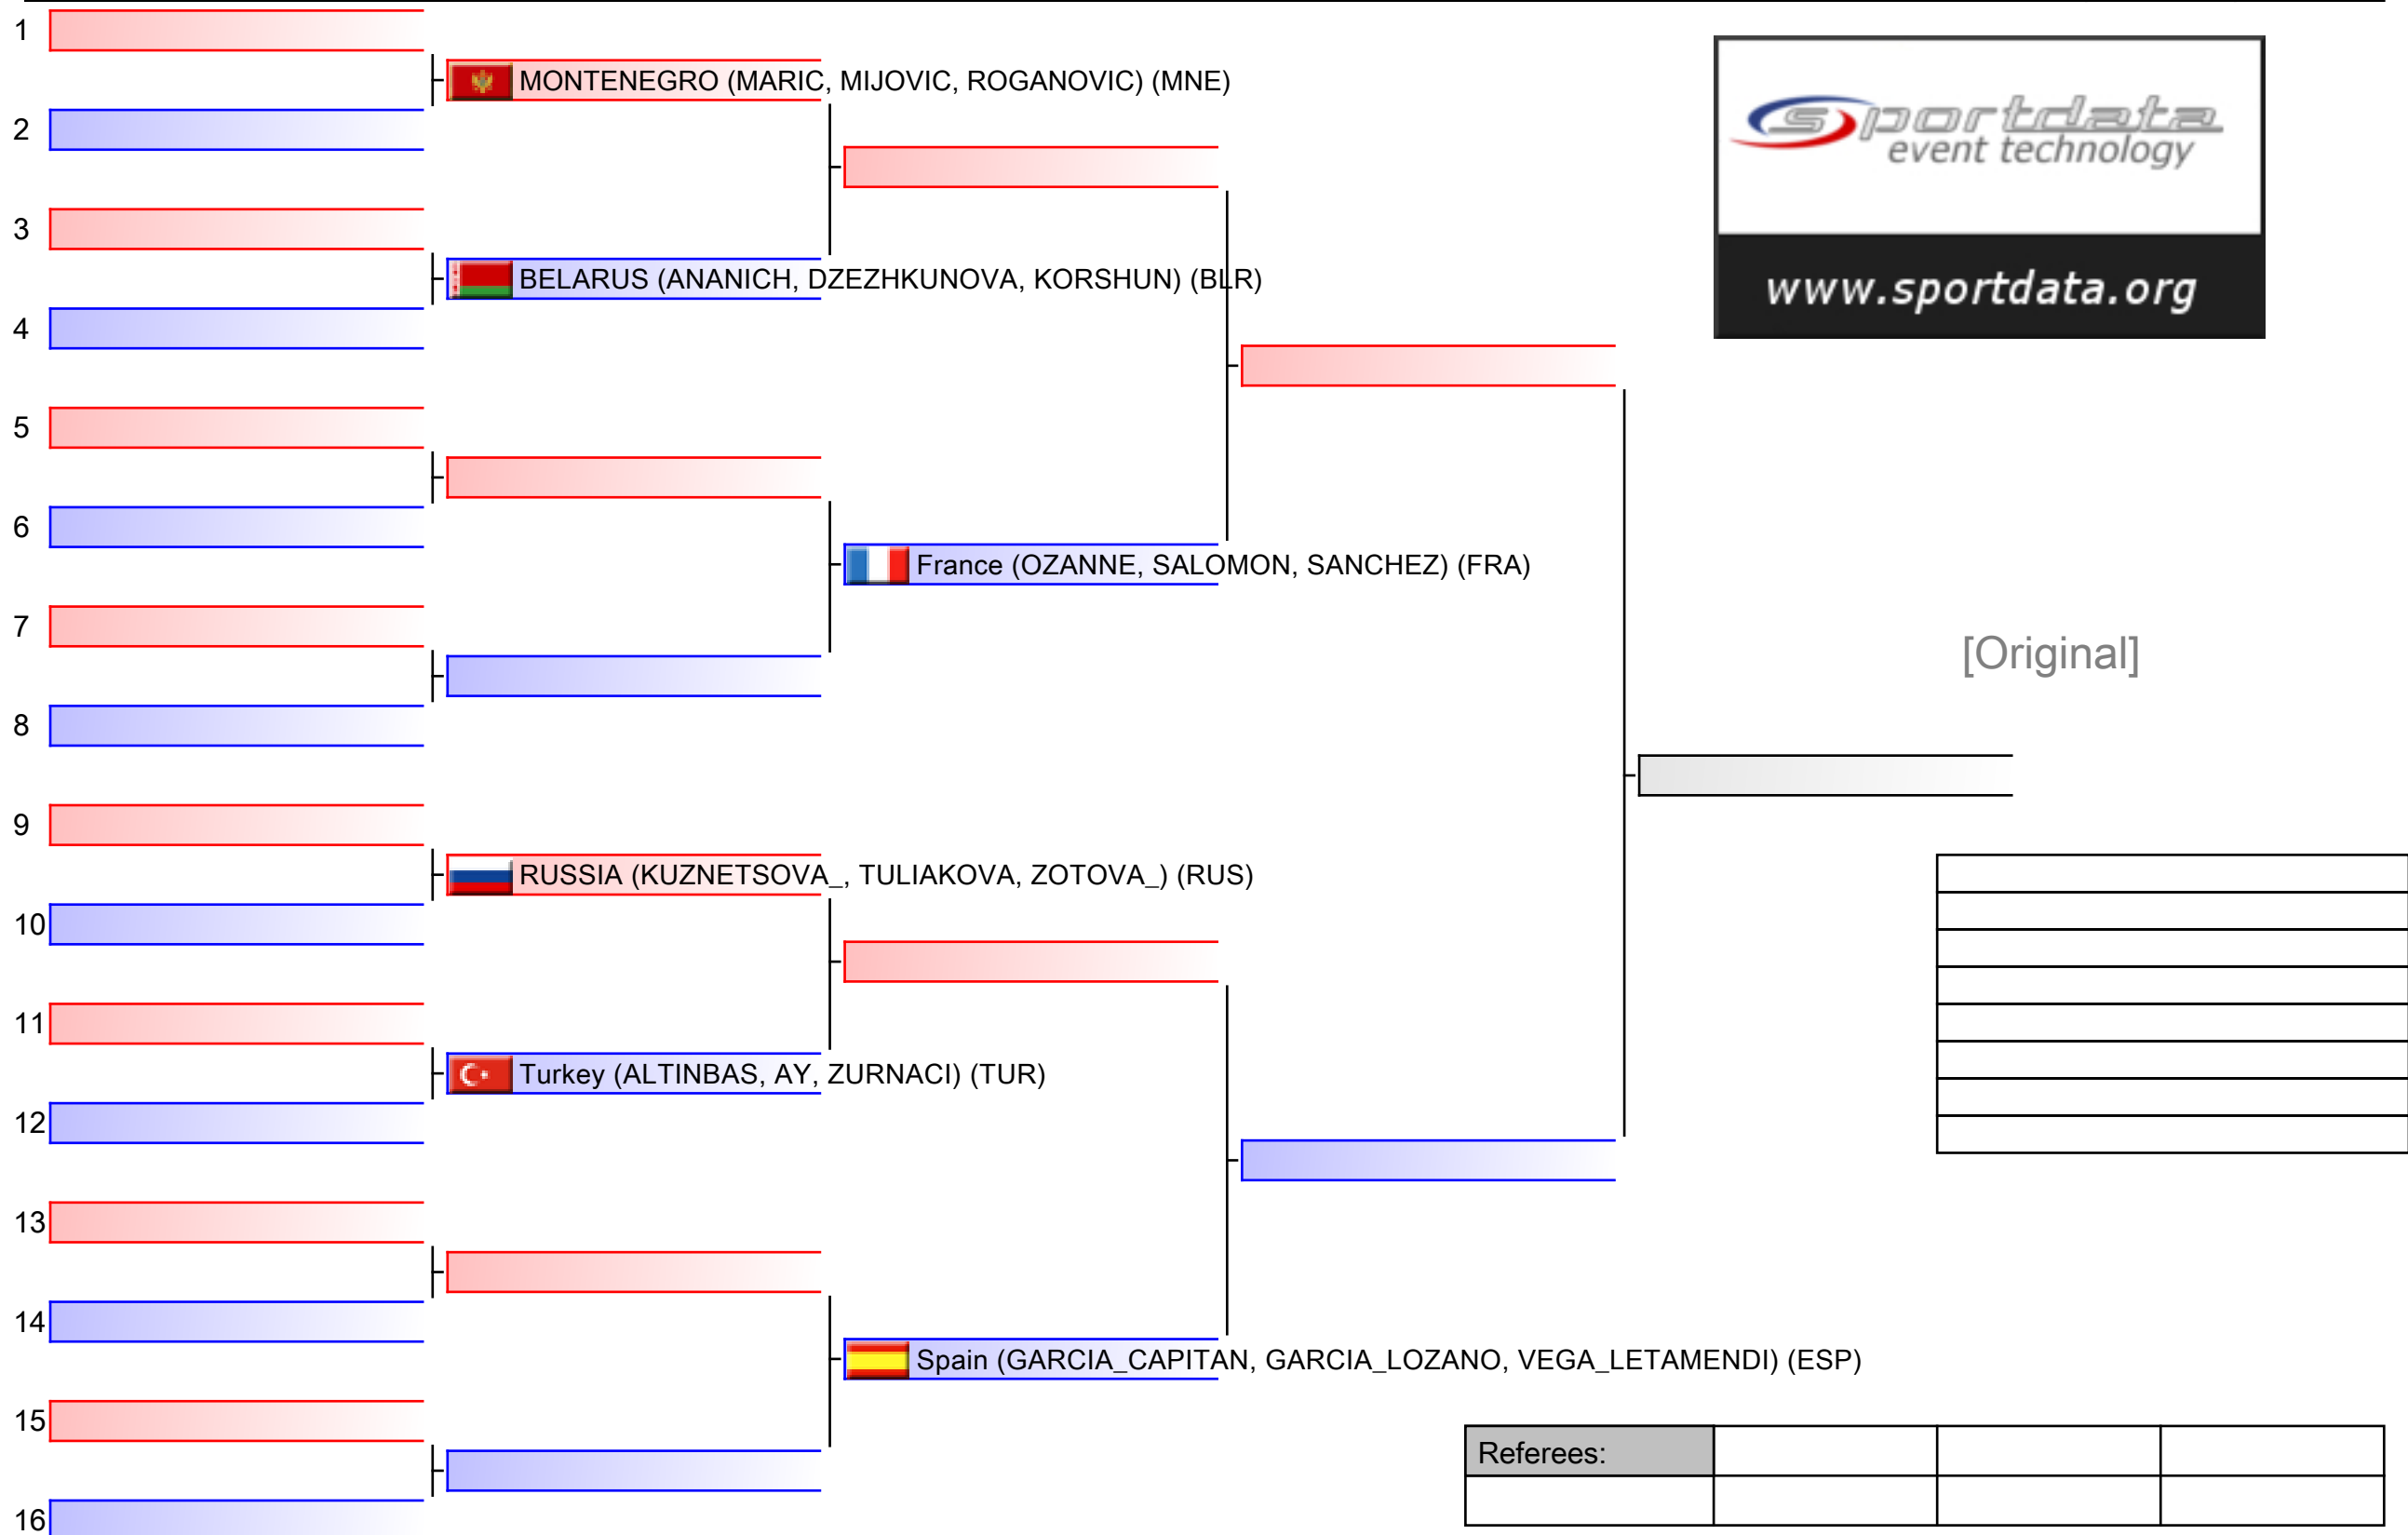 1
MONTENEGRO (MARIC, MIJOVIC, ROGANOVIC) (MNE)
2
sportdata
event technology
3
BELARUS (ANANICH, DZEZHKUNOVA, KORSHUN) (BLR)
www.sportdata.org
4
5
6
France (OZANNE, SALOMON, SANCHEZ) (FRA)
7
[Original]
8
9
RUSSIA (KUZNETSOVA_, TULIAKOVA, ZOTOVA_) (RUS)
10
11
Turkey (ALTINBAS, AY, ZURNACI) (TUR)
12
13
14
Spain (GARCIA_CAPITAN, GARCIA_LOZANO, VEGA_LETAMENDI) (ESP)
15
Referees:
16